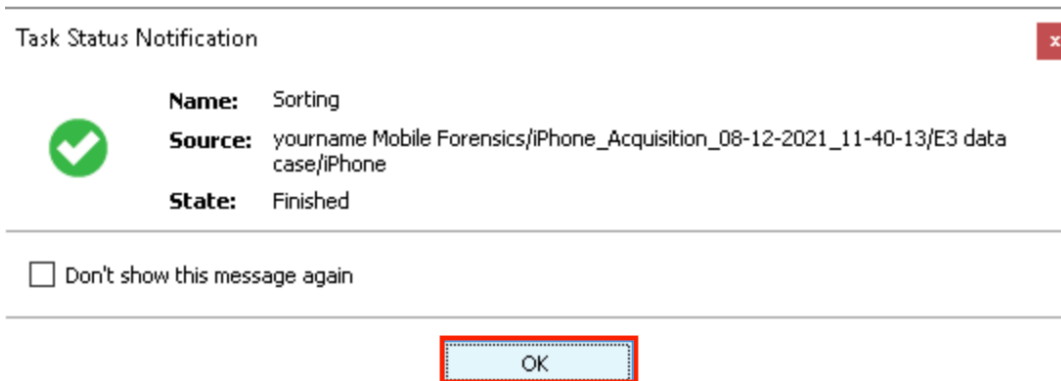 Task Status Notification
x
Name: Sorting
Source: yourname Mobile Forensics/iPhone_Acquisition_08-12-2021_11-40-13/E3 data
case/iPhone
State: Finished
Don't show this message again
OK